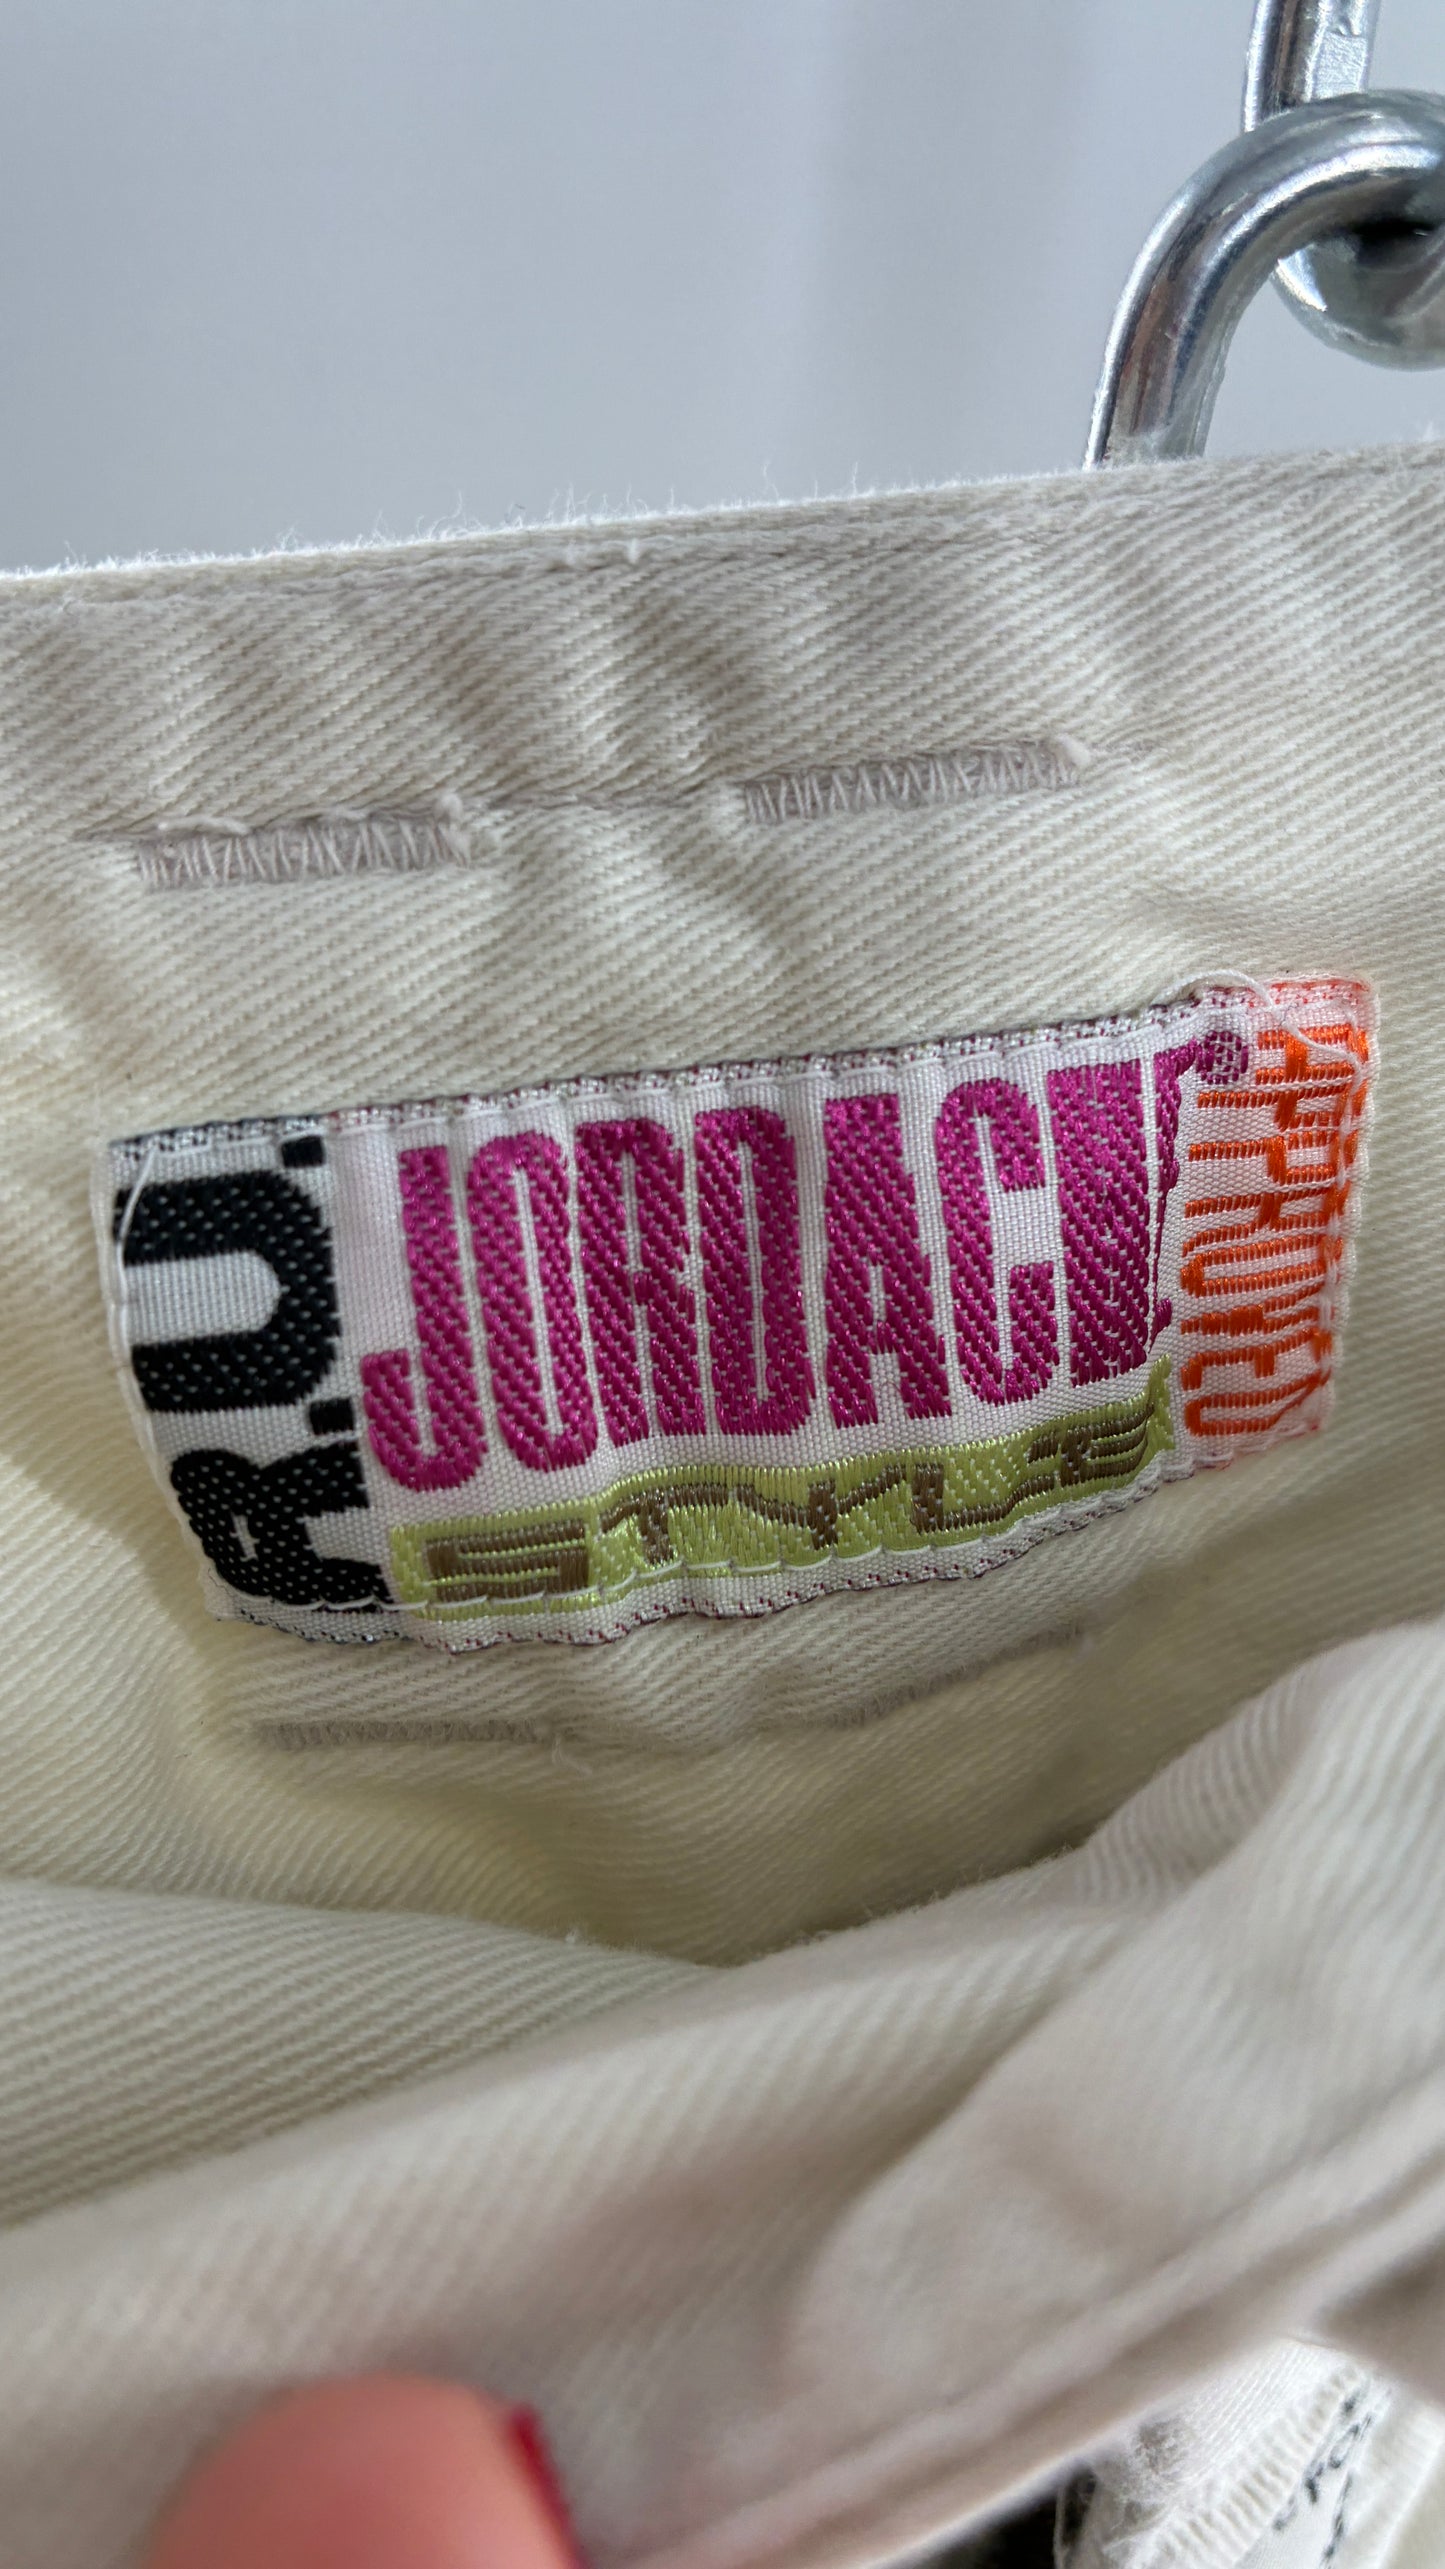 R.U.
JORDACHE®
STYLE
APPROVED